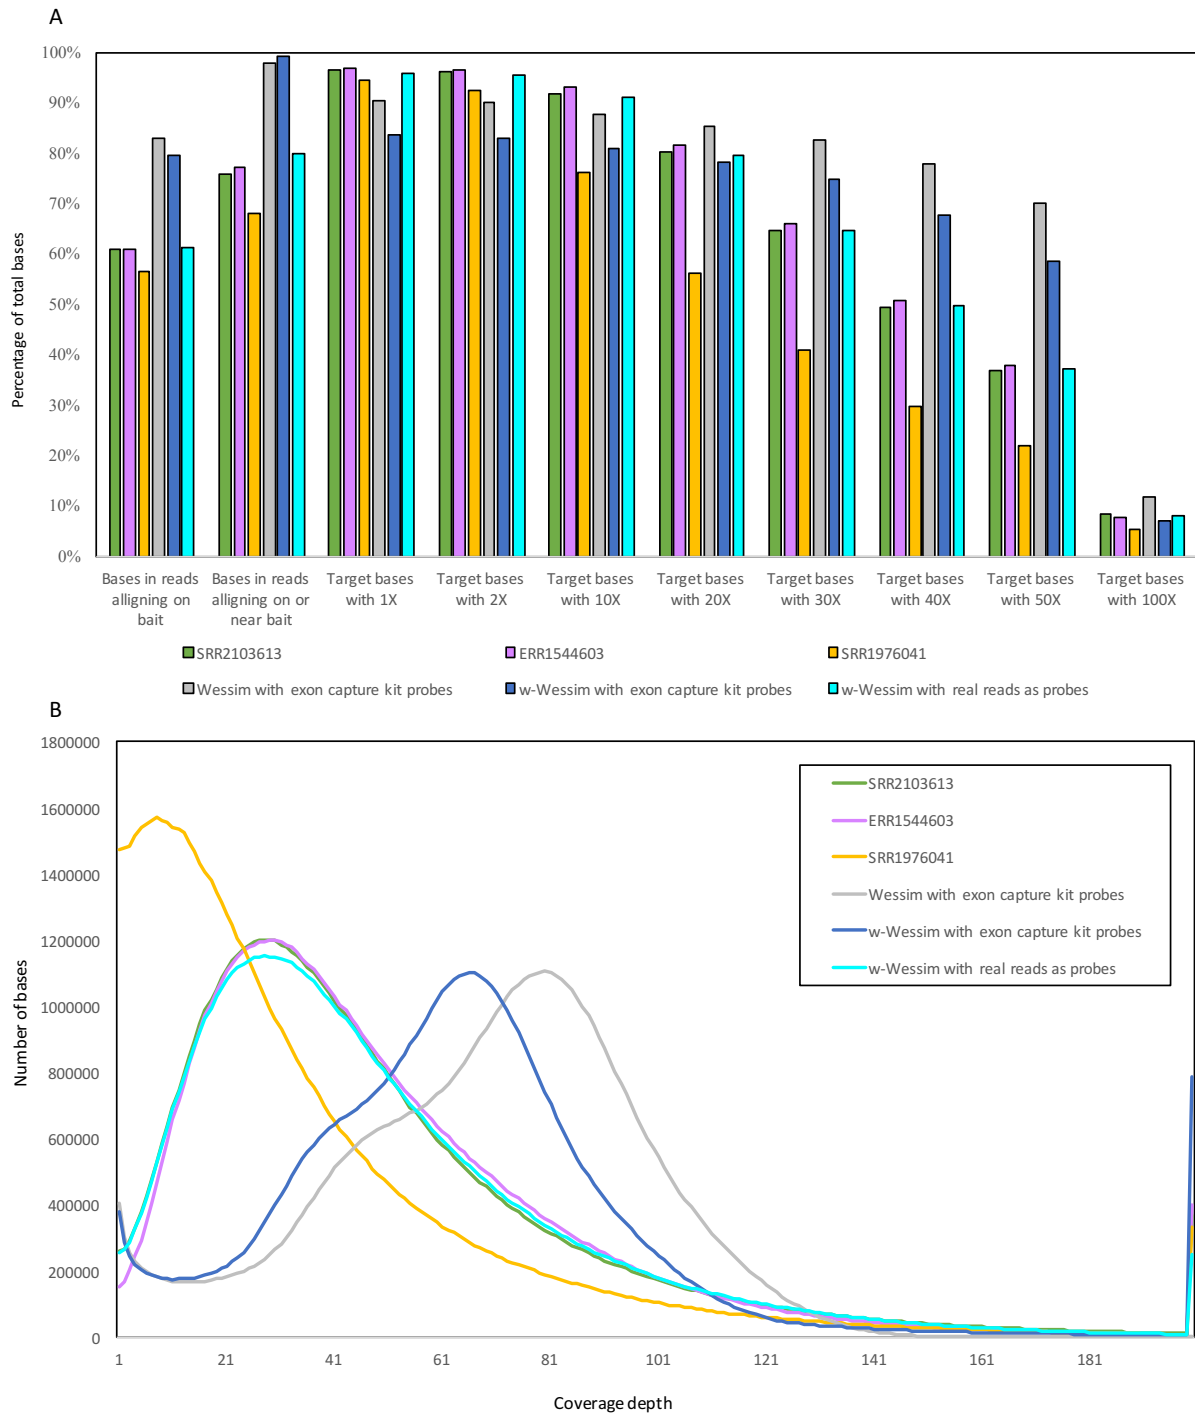 A
100%
90%
80%
70%
60%
50%
40%
30%
20%
10%
0%
Percentage of total bases
Bases in reads
alligning on
bait
Bases in reads
alligning on or
near bait
Target bases
with 1X
Target bases
with 2X
Target bases
with 10X
Target bases
with 20X
Target bases
with 30X
Target bases
with 40X
Target bases
with 50X
Target bases
with 100X
SRR2103613
ERR1544603
SRR1976041
Wessim with exon capture kit probes
w-Wessim with exon capture kit probes
w-Wessim with real reads as probes
B
1800000
1600000
1400000
1200000
1000000
800000
600000
400000
200000
0
Number of bases
SRR2103613
ERR1544603
SRR1976041
Wessim with exon capture kit probes
w-Wessim with exon capture kit probes
w-Wessim with real reads as probes
1 21 41 61 81 101 121 141 161 181
Coverage depth